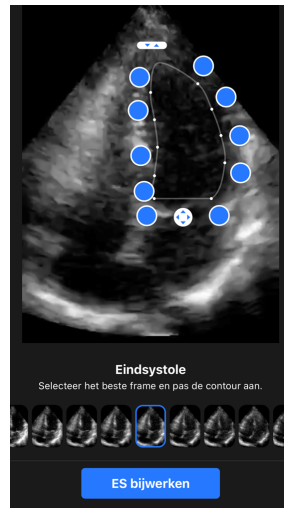 Eindsystole
Selecteer het beste frame en pas de contour aan.
ES bijwerken